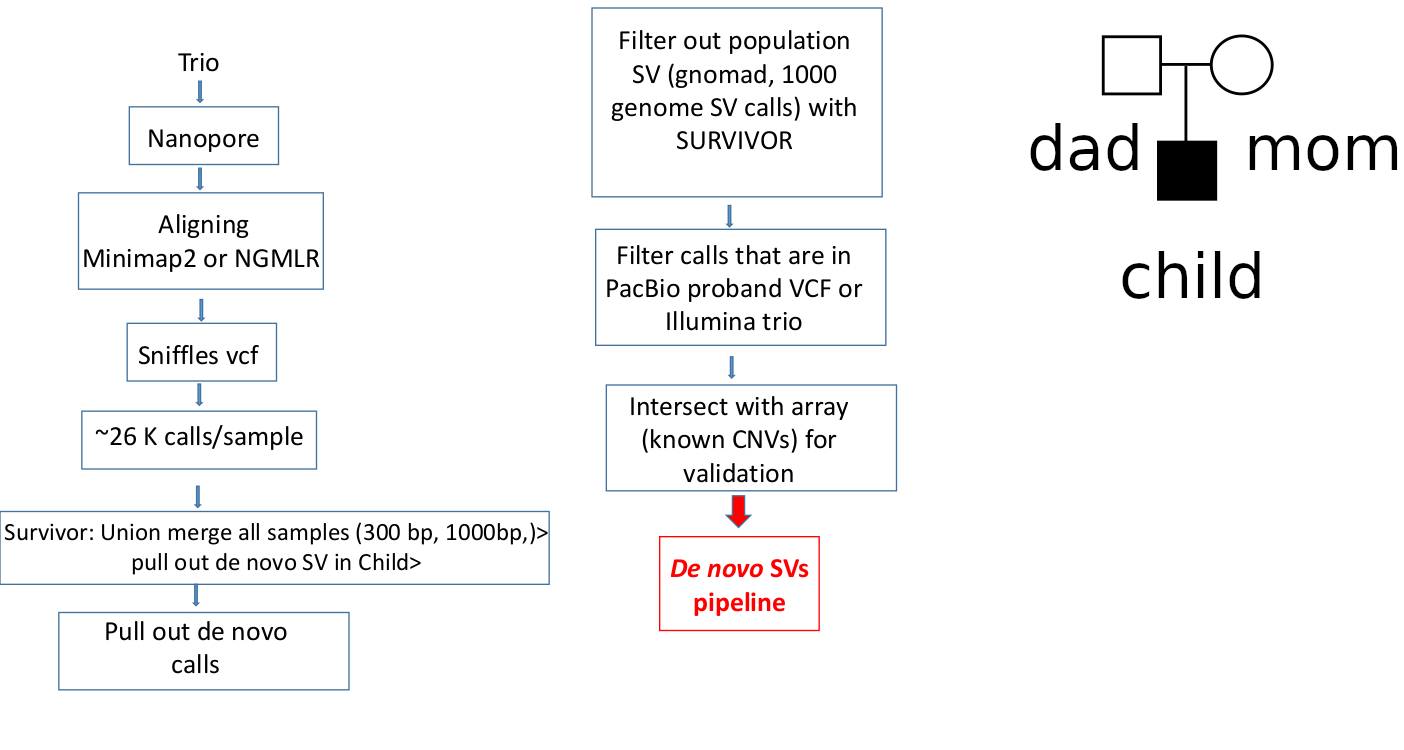 Trio
Nanopore
Aligning
Minimap2 or NGMLR
Sniffles vcf
~26 K calls/sample
Survivor: Union merge all samples (300 bp, 1000bp,)>
pull out de novo SV in Child>
Pull out de novo
calls
Filter out population
SV (gnomad, 1000
genome SV calls) with
SURVIVOR
Filter calls that are in
PacBio proband VCF or
Illumina trio
Intersect with array
(known CNVs) for
validation
De novo SVs
pipeline
dad
mom
child